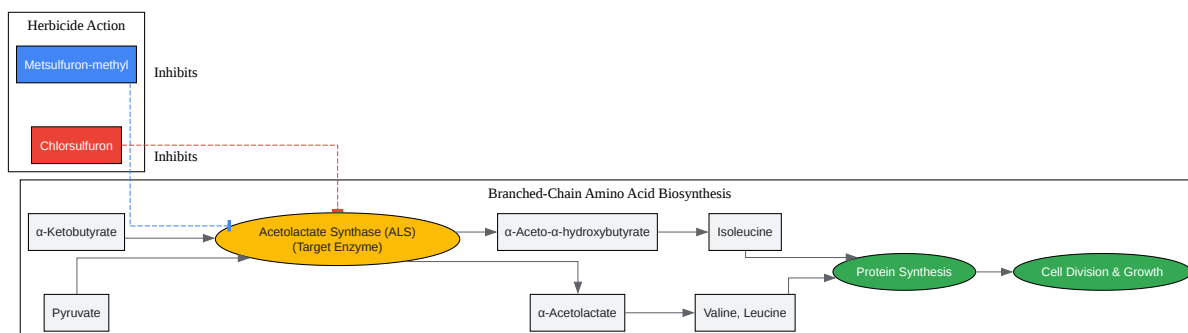 Herbicide Action
Metsulfuron-methyl
Inhibits
Chlorsulfuron
Inhibits
Branched-Chain Amino Acid Biosynthesis
α-Ketobutyrate
Acetolactate Synthase (ALS)
(Target Enzyme)
α-Aceto-α-hydroxybutyrate
Isoleucine
Protein Synthesis
Cell Division & Growth
Pyruvate
α-Acetolactate
Valine, Leucine